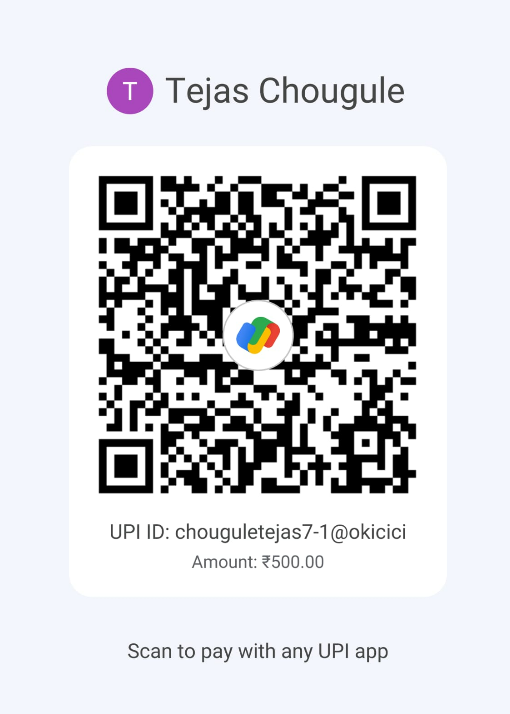 T Tejas Chougule
UPI ID: chouguletejas7-1@okicici
Amount: ₹500.00
Scan to pay with any UPI app